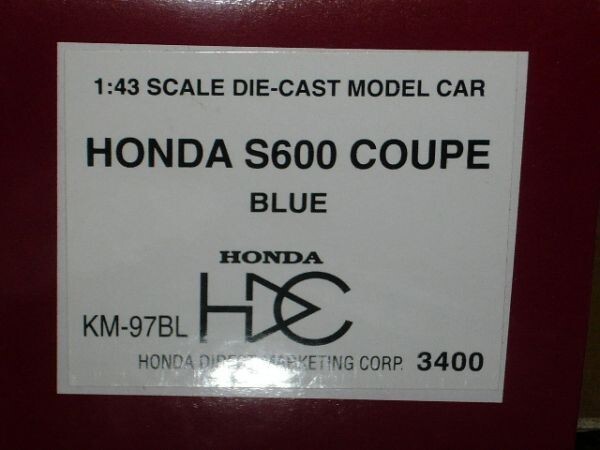 1:43 SCALE DIE-CAST MODEL CAR
HONDA S600 COUPE
BLUE
HONDA
KM-97BL HDC
HONDA DIRECT MARKETING CORP. 3400